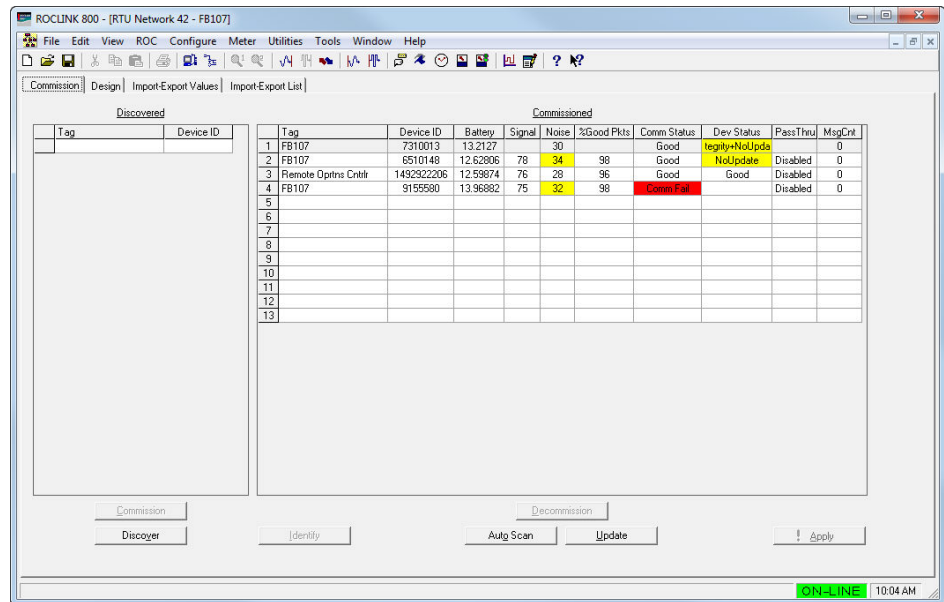 ROCLINK 800 - [RTU Network 42 - FB107]
File Edit View ROC Configure Meter Utilities Tools Window Help
Commission Design Import-Export Values Import-Export List
Discovered
Commissioned
Tag Device ID
Tag Device ID Battery Signal Noise %Good Pkts Comm Status Dev Status PassThru MsgCnt
1 FB107 7310013 13.2127 30 Good tegrity+NoUpda 0
2 FB107 6510148 12.62806 78 34 98 Good NoUpdate Disabled 0
3 Remote Oprtns Cntrlr 1492922206 12.59874 76 28 96 Good Good Disabled 0
4 FB107 9155580 13.96882 75 32 98 Comm Fail Disabled 0
5
6
7
8
9
10
11
12
13
Commission
Decommission
Discover Identify Auto Scan Update ! Apply
ON-LINE 10:04 AM